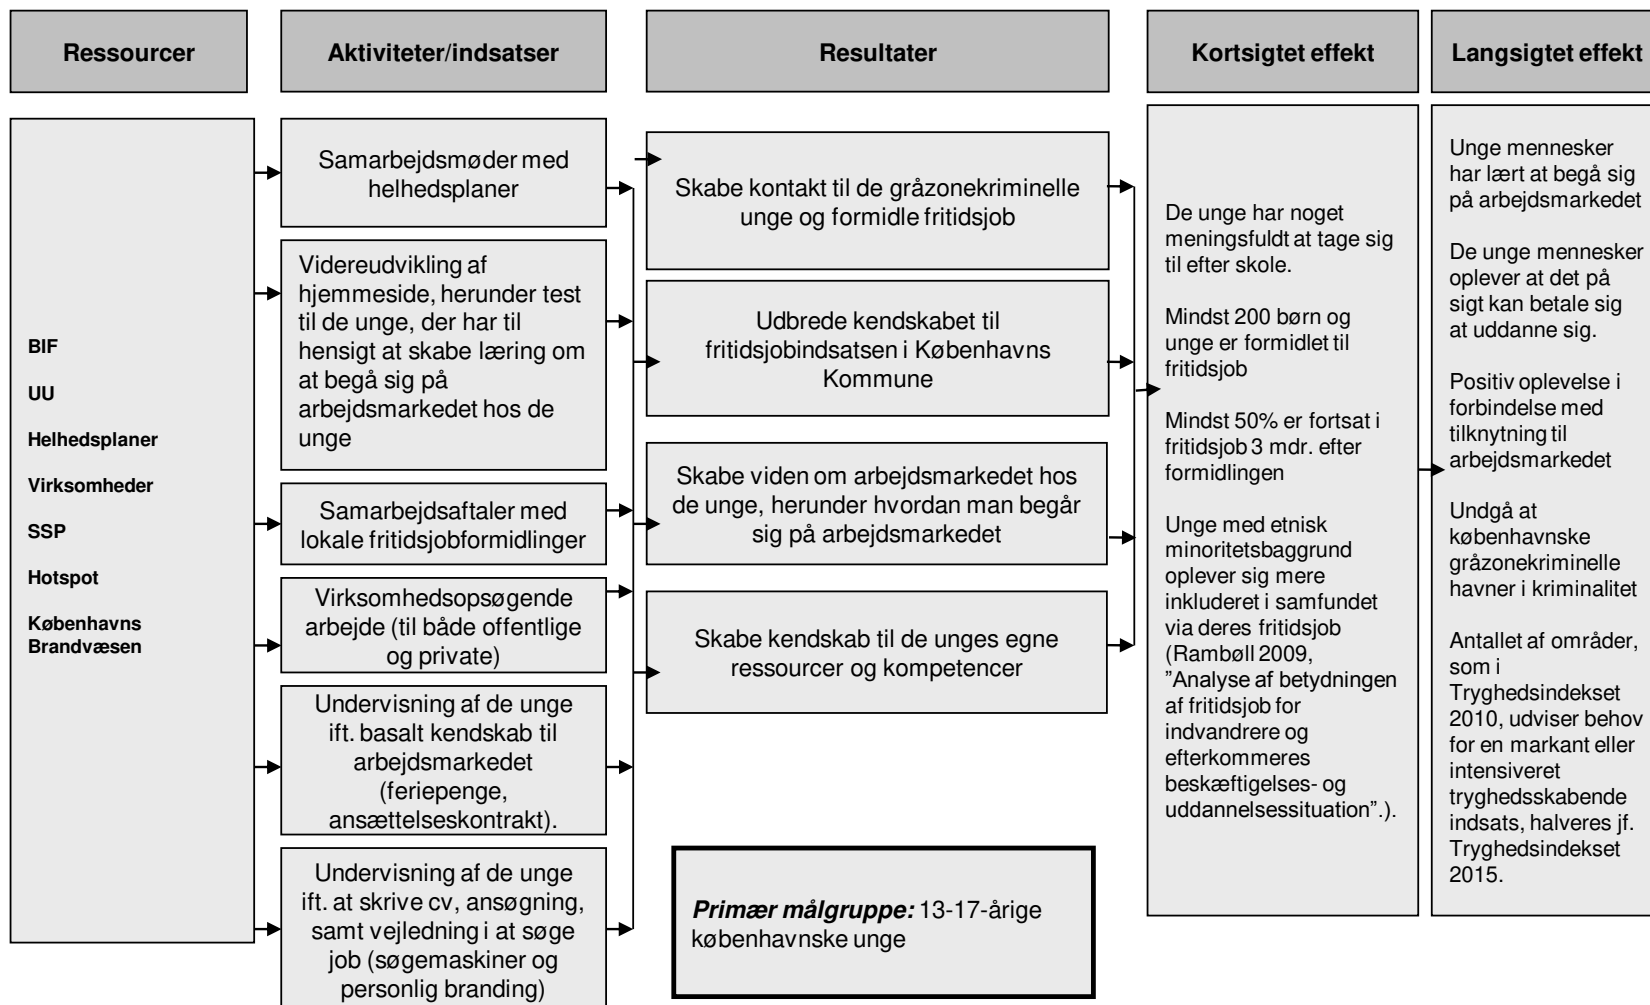 Ressourcer
Aktiviteter/indsatser
Resultater
Kortsigtet effekt
Langsigtet effekt
BIF
UU
Helhedsplaner
Virksomheder
SSP
Hotspot
Københavns
Brandvæsen
Samarbejdsmøder med
helhedsplaner
Videreudvikling af
hjemmeside, herunder test
til de unge, der har til
hensigt at skabe læring om
at begå sig på
arbejdsmarkedet hos de
unge
Samarbejdsaftaler med
lokale fritidsjobformidlinger
Virksomhedsopsøgende
arbejde (til både offentlige
og private)
Undervisning af de unge
ift. basalt kendskab til
arbejdsmarkedet
(feriepenge,
ansættelseskontrakt).
Undervisning af de unge
ift. at skrive cv, ansøgning,
samt vejledning i at søge
job (søgemaskiner og
personlig branding)
Skabe kontakt til de gråzonekriminelle
unge og formidle fritidsjob
Udbrede kendskabet til
fritidsjobindsatsen i Københavns
Kommune
Skabe viden om arbejdsmarkedet hos
de unge, herunder hvordan man begår
sig på arbejdsmarkedet
Skabe kendskab til de unges egne
ressourcer og kompetencer
Primær målgruppe: 13-17-årige
københavnske unge
De unge har noget
meningsfuldt at tage sig
til efter skole.
Mindst 200 børn og
unge er formidlet til
fritidsjob
Mindst 50% er fortsat i
fritidsjob 3 mdr. efter
formidlingen
Unge med etnisk
minoritetsbaggrund
oplever sig mere
inkluderet i samfundet
via deres fritidsjob
(Rambøll 2009,
”Analyse af betydningen
af fritidsjob for
indvandrere og
efterkommeres
beskæftigelses- og
uddannelsessituation”.).
Unge mennesker
har lært at begå sig
på arbejdsmarkedet
De unge mennesker
oplever at det på
sigt kan betale sig
at uddanne sig.
Positiv oplevelse i
forbindelse med
tilknytning til
arbejdsmarkedet
Undgå at
københavnske
gråzonekriminelle
havner i kriminalitet
Antallet af områder,
som i
Tryghedsindekset
2010, udviser behov
for en markant eller
intensiveret
tryghedsskabende
indsats, halveres jf.
Tryghedsindekset
2015.